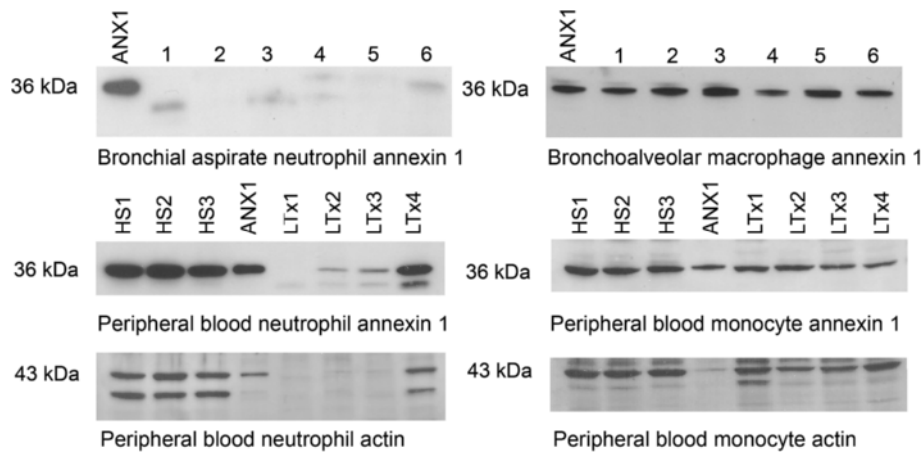 ANX1 1 2 3 4 5 6
36 kDa
Bronchial aspirate neutrophil annexin 1
ANX1 1 2 3 4 5 6
36 kDa
Bronchoalveolar macrophage annexin 1
HS1 HS2 HS3 ANX1 LTx1 LTx2 LTx3 LTx4
36 kDa
Peripheral blood neutrophil annexin 1
43 kDa
Peripheral blood neutrophil actin
HS1 HS2 HS3 ANX1 LTx1 LTx2 LTx3 LTx4
36 kDa
Peripheral blood monocyte annexin 1
43 kDa
Peripheral blood monocyte actin